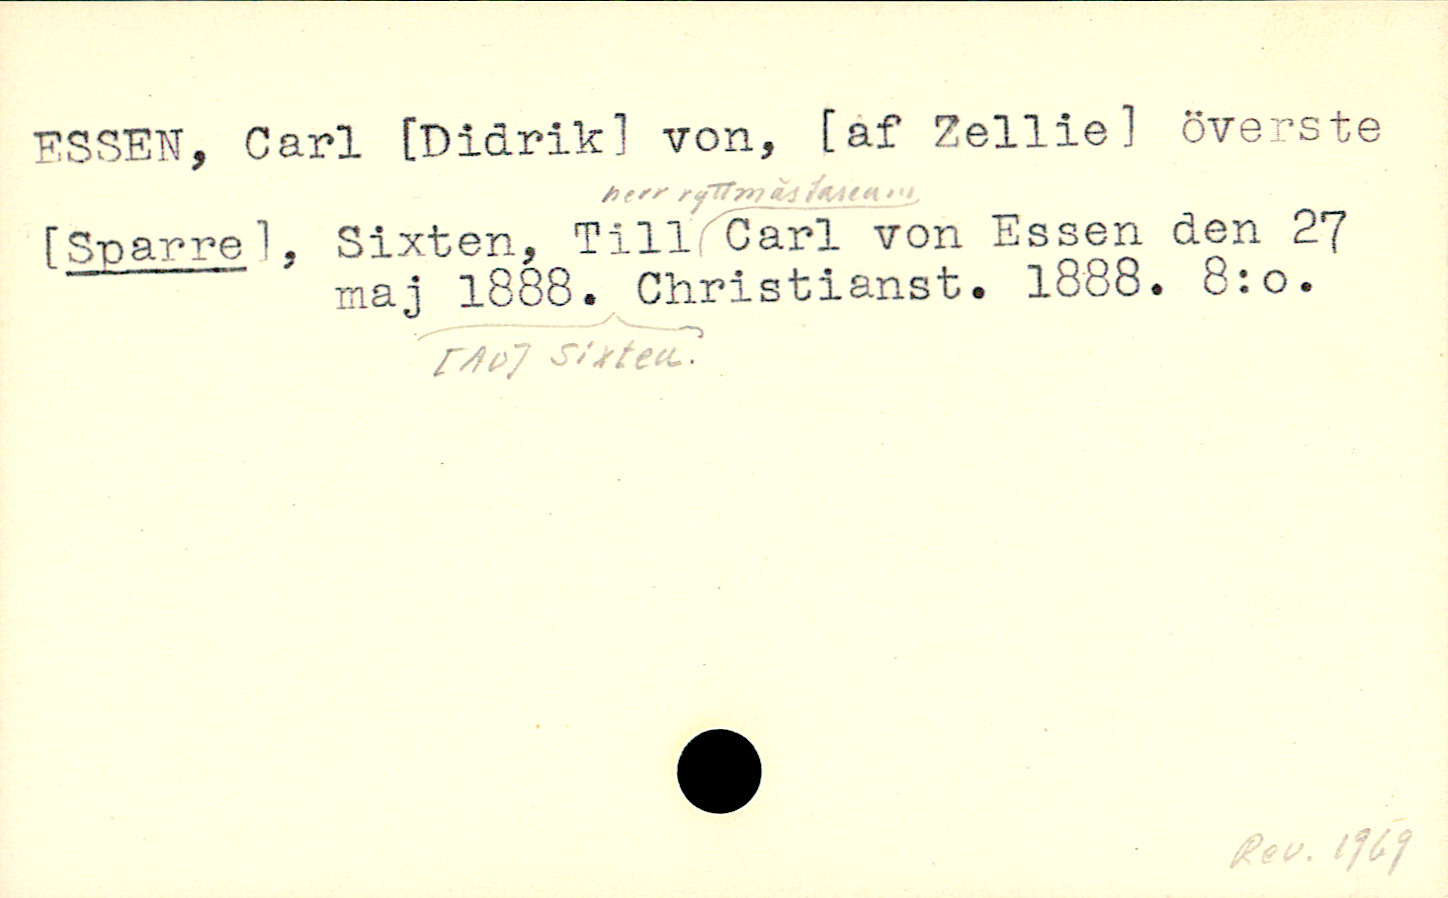 ESSEN, Carl [Didrik] von, [af Zellie] överste
herr ryttmästaren m
[Sparre], Sixten, Till Carl von Essen den 27
maj 1888. Christianst. 1888. 8:o.
[Av] Sixten.
Rev. 1969